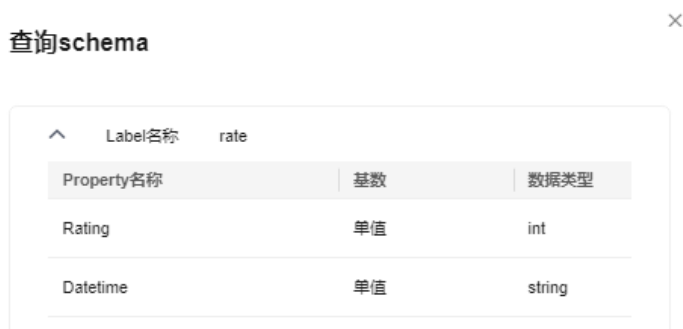 查询schema
Label名称 rate
Property名称 基数 数据类型
Rating 单值 int
Datetime 单值 string